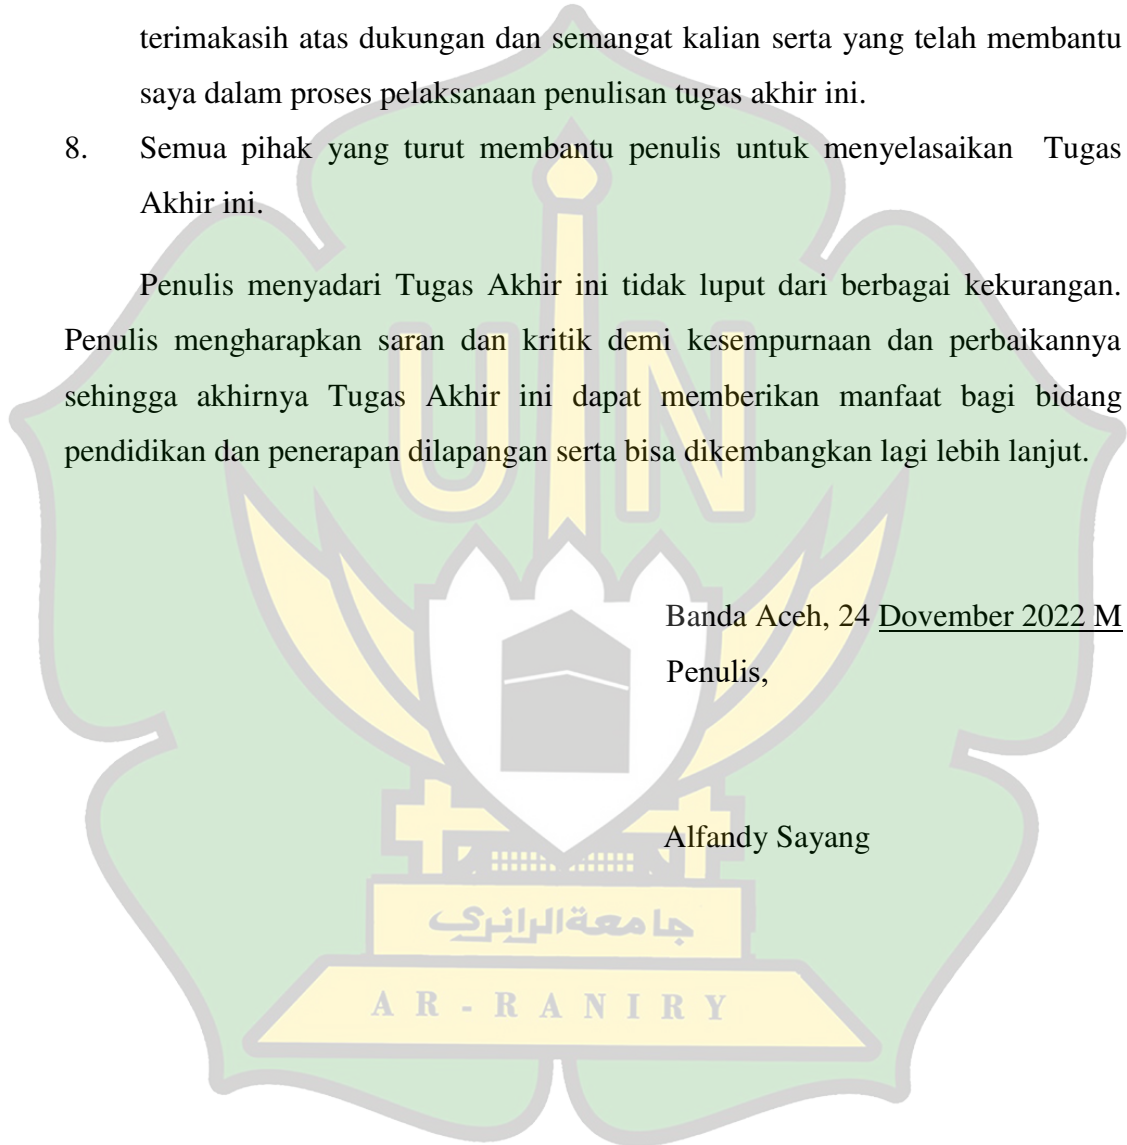 terimakasih atas dukungan dan semangat kalian serta yang telah membantu
saya dalam proses pelaksanaan penulisan tugas akhir ini.
8. Semua pihak yang turut membantu penulis untuk menyelasaikan Tugas
Akhir ini.
Penulis menyadari Tugas Akhir ini tidak luput dari berbagai kekurangan.
Penulis mengharapkan saran dan kritik demi kesempurnaan dan perbaikannya
sehingga akhirnya Tugas Akhir ini dapat memberikan manfaat bagi bidang
pendidikan dan penerapan dilapangan serta bisa dikembangkan lagi lebih lanjut.
UIN
Banda Aceh, 24 Dovember 2022 M
Penulis,
Alfandy Sayang
جامعةالرانري
AR-RANIRY